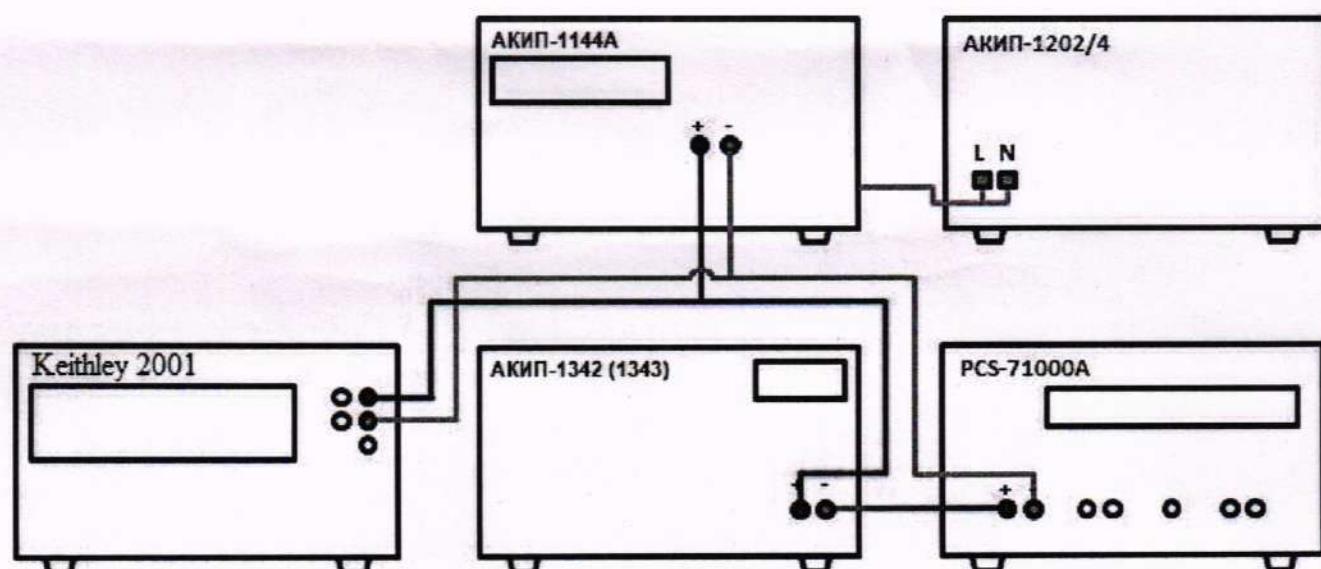 АКИП-1144А
АКИП-1202/4
+ -
L N
Keithley 2001
АКИП-1342 (1343)
PCS-71000A
+ -
+ -